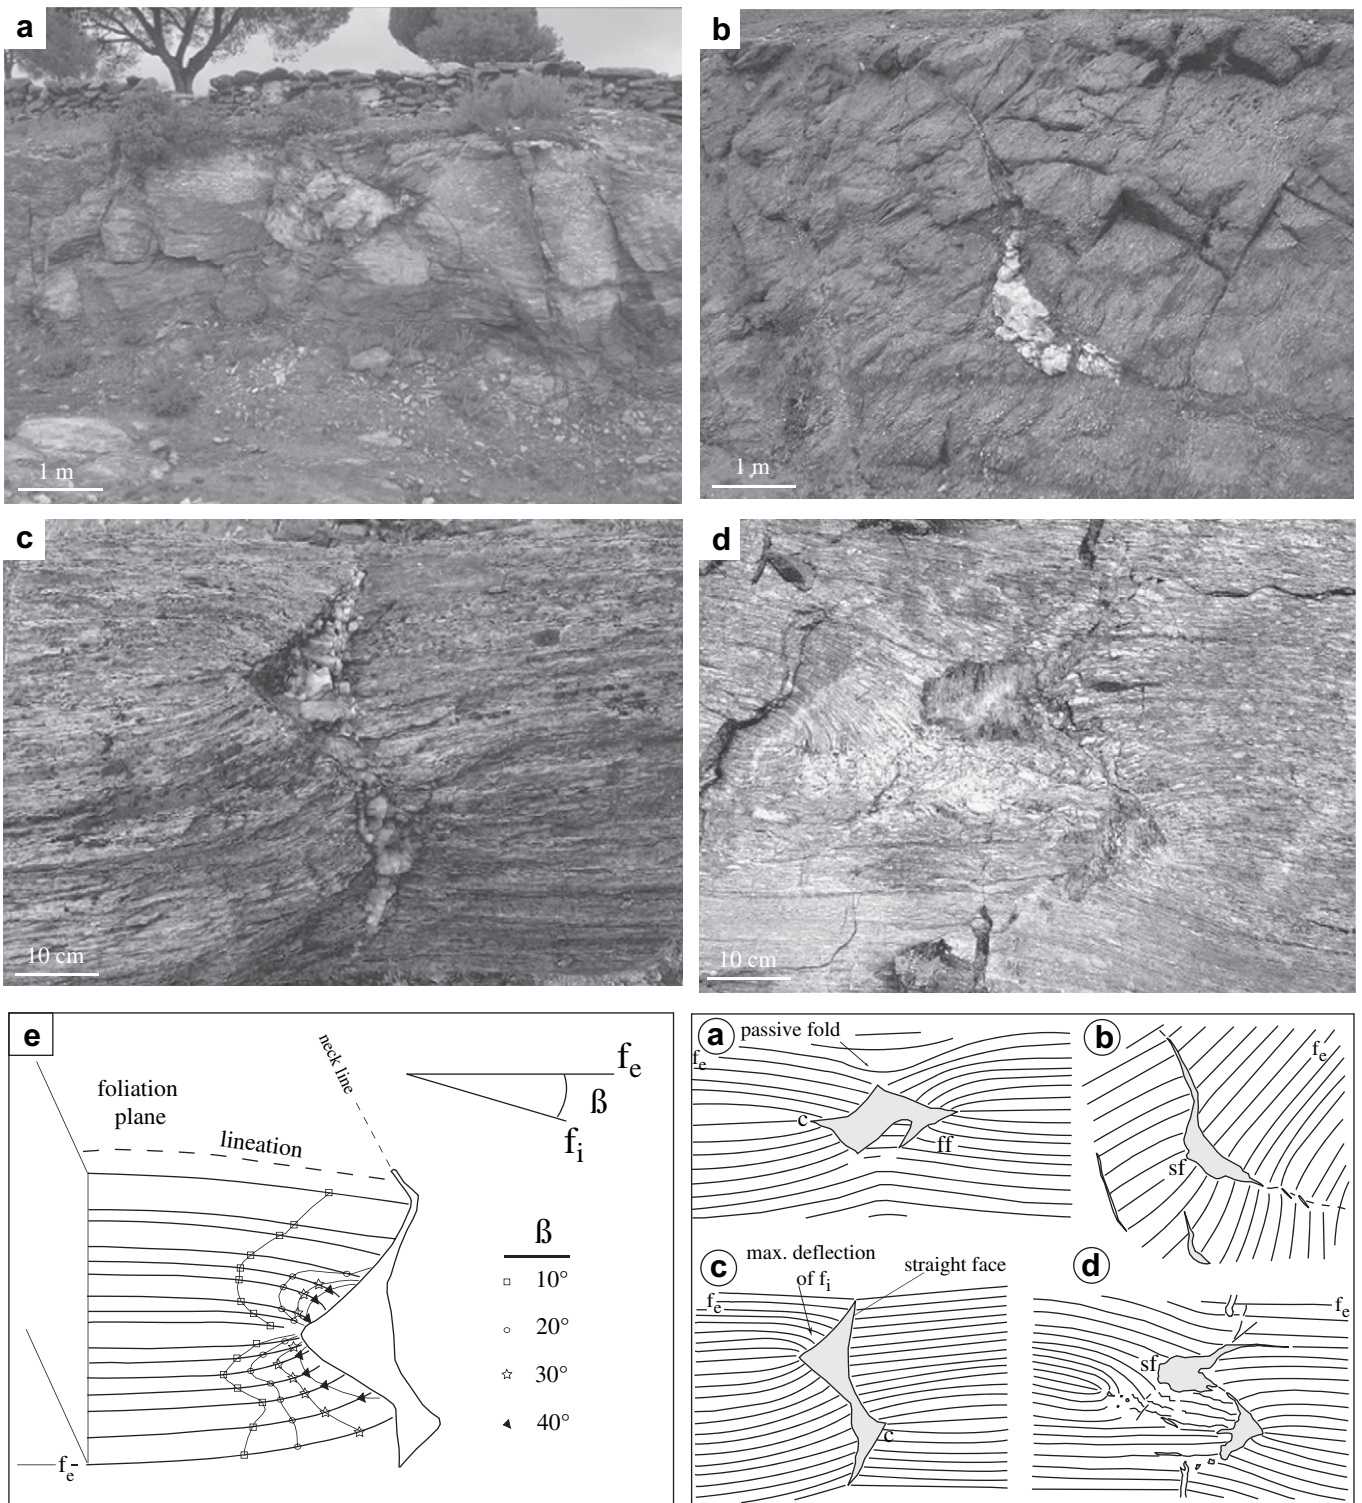 a
1 m
b
1 m
c
10 cm
d
10 cm
e
foliation
plane
lineation
neck line
fe
ß
fi
ß
10°
20°
30°
40°
fe
a
passive fold
fe
c
ff
b
fe
sf
c
max. deflection
of fi
straight face
fe
c
d
fe
sf